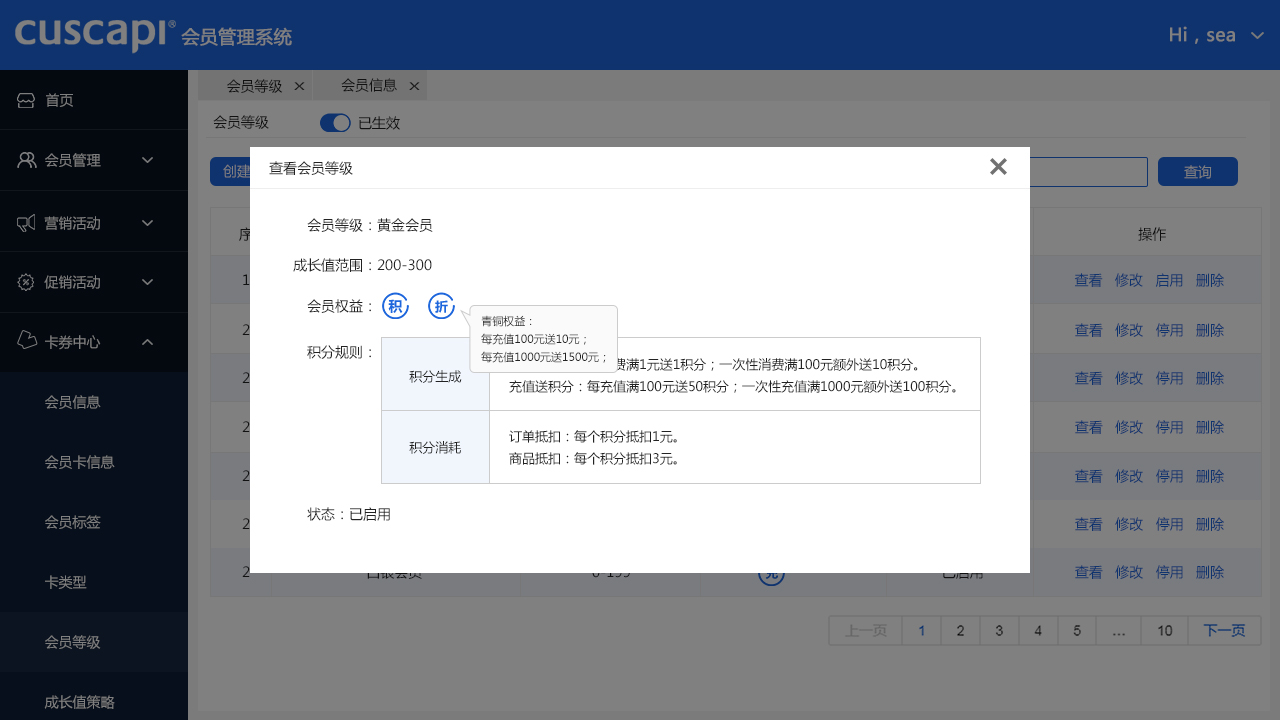 cuscapi® 会员管理系统
Hi , sea
首页
会员管理
营销活动
促销活动
卡券中心
会员信息
会员卡信息
会员标签
卡类型
会员等级
成长值策略
会员等级 ×
会员信息 ×
会员等级 已生效
创建
查询
操作
查看 修改 启用 删除
2
查看 修改 停用 删除
2
查看 修改 停用 删除
2
查看 修改 停用 删除
2
查看 修改 停用 删除
2
查看 修改 停用 删除
2
查看 修改 停用 删除
上一页 1 2 3 4 5 ... 10 下一页
查看会员等级
会员等级：黄金会员
成长值范围：200-300
会员权益： 积 折
青铜权益：
每充值100元送10元；
每充值1000元送1500元；
积分规则：
积分生成
费满1元送1积分；一次性消费满100元额外送10积分。
充值送积分：每充值满100元送50积分；一次性充值满1000元额外送100积分。
积分消耗
订单抵扣：每个积分抵扣1元。
商品抵扣：每个积分抵扣3元。
状态：已启用